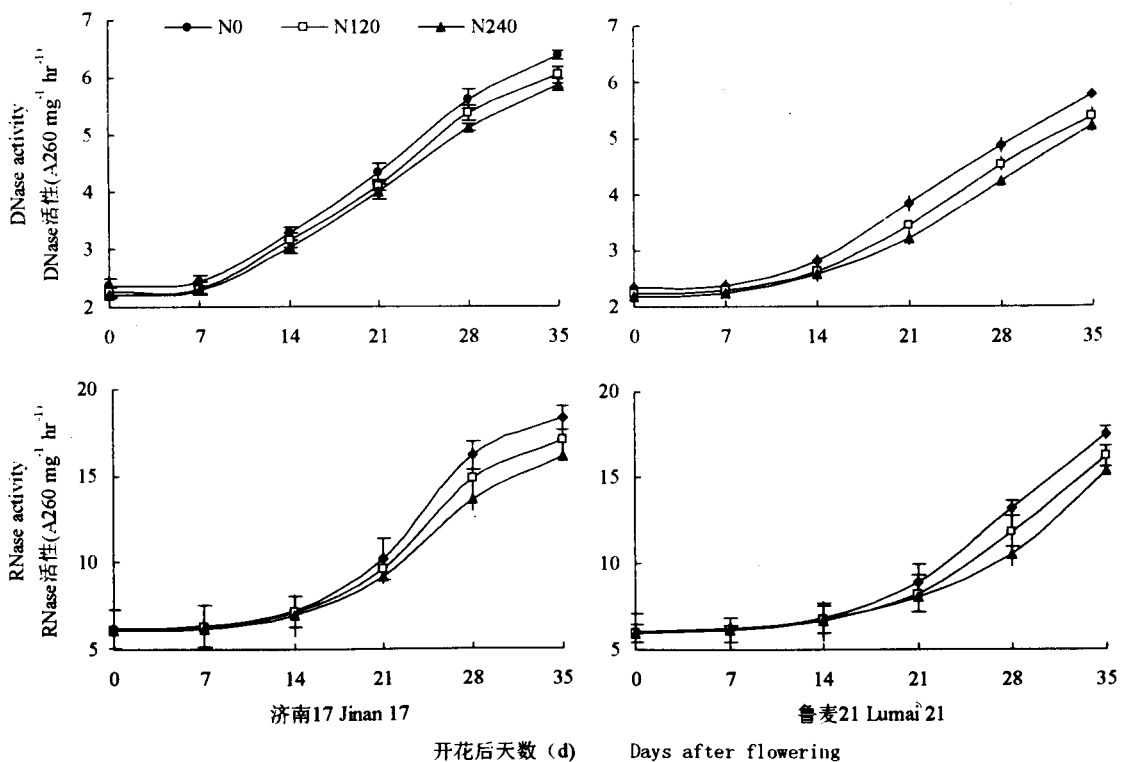 N0 N120 N240
DNase activity
DNase活性(A260 mg⁻¹ hr⁻¹)
7
6
5
4
3
2
0 7 14 21 28 35
7
6
5
4
3
2
0 7 14 21 28 35
RNase activity
RNase活性(A260 mg⁻¹ hr⁻¹)
20
15
10
5
0 7 14 21 28 35
20
15
10
5
0 7 14 21 28 35
济南17 Jinan 17
鲁麦21 Lumai 21
开花后天数 (d) Days after flowering